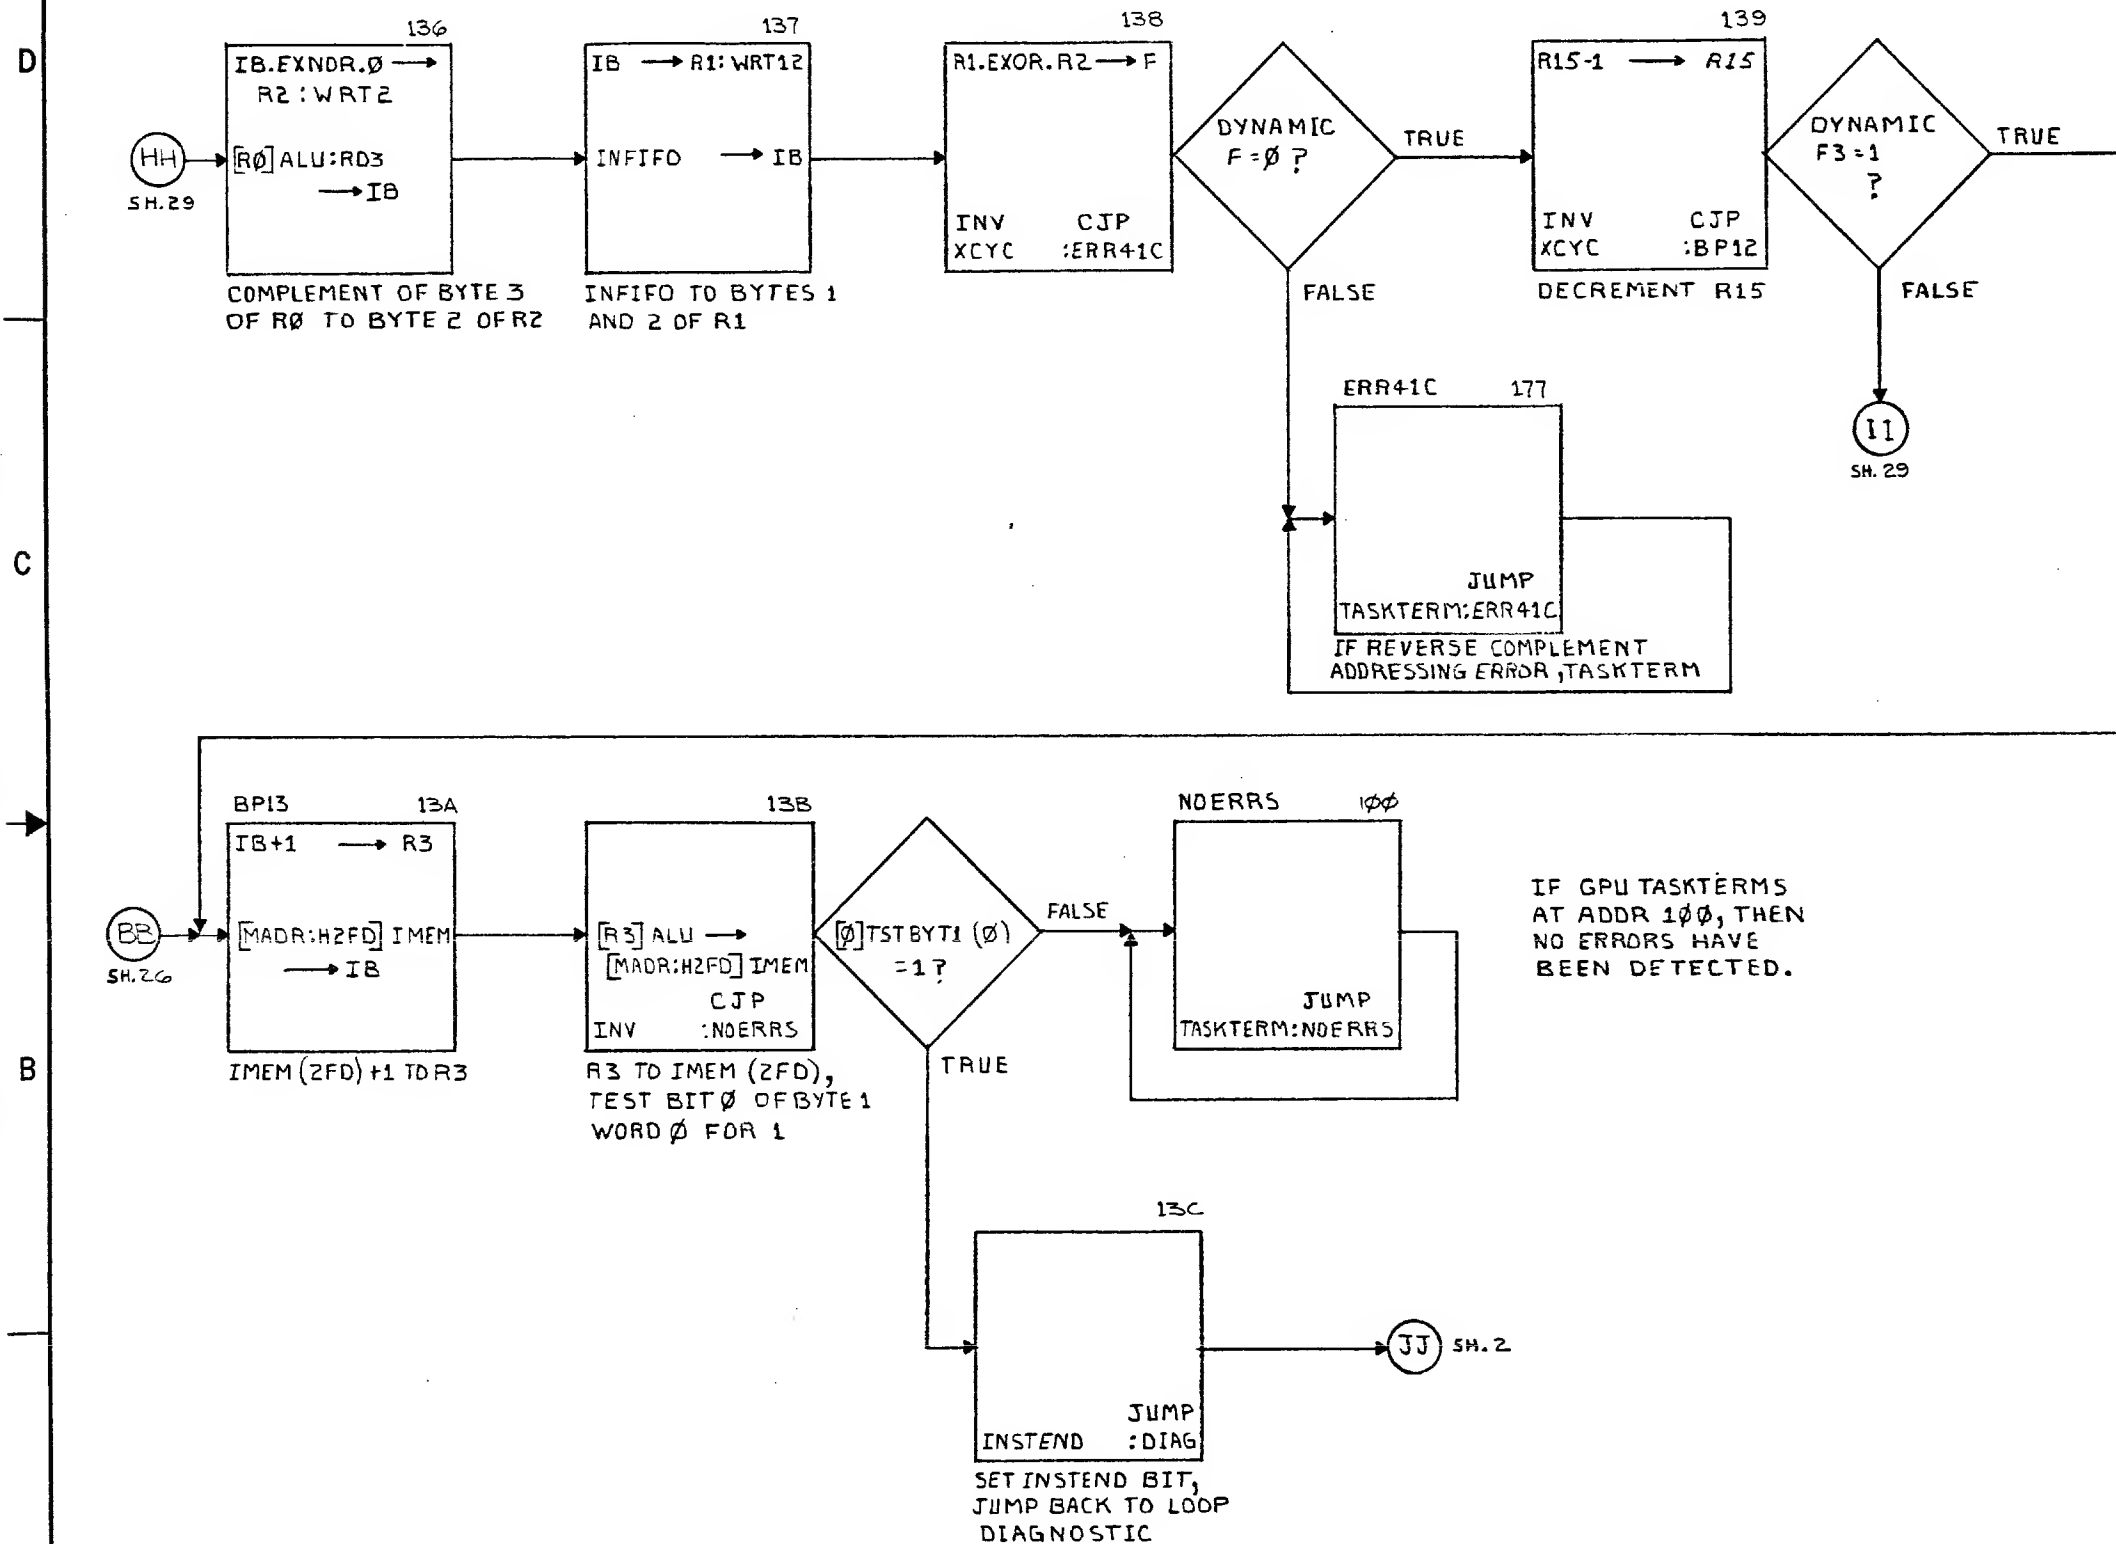 D
HH
SH.29
136
IB.EXNOR.Ø →
R2:WRT2
[RØ]ALU:RD3
→IB
COMPLEMENT OF BYTE 3
OF RØ TO BYTE 2 OF R2
137
IB → R1:WRT12
INFIFO → IB
INFIFO TO BYTES 1
AND 2 OF R1
138
R1.EXOR.R2→F
INV CJP
XCYC :ERR41C
DYNAMIC
F=Ø?
TRUE
FALSE
139
R15-1 → R15
INV CJP
XCYC :BP12
DECREMENT R15
DYNAMIC
F3=1
?
TRUE
FALSE
II
SH.29
C
ERR41C 177
JUMP
TASKTERM:ERR41C
IF REVERSE COMPLEMENT
ADDRESSING ERROR,TASKTERM
B
BB
SH.26
BP13 13A
IB+1 → R3
[MADR:H2FD] IMEM
→IB
IMEM(2FD)+1 TO R3
13B
[R3]ALU →
[MADR:H2FD]IMEM
CJP
INV :NOERRS
R3 TO IMEM (2FD),
TEST BIT Ø OF BYTE 1
WORD Ø FOR 1
[Ø]TSTBYT1(Ø)
=1?
FALSE
TRUE
NOERRS 1ØØ
JUMP
TASKTERM:NOERRS
IF GPU TASKTERMS
AT ADDR 1ØØ, THEN
NO ERRORS HAVE
BEEN DETECTED.
13C
JUMP
INSTEND :DIAG
SET INSTEND BIT,
JUMP BACK TO LOOP
DIAGNOSTIC
JJ SH.2